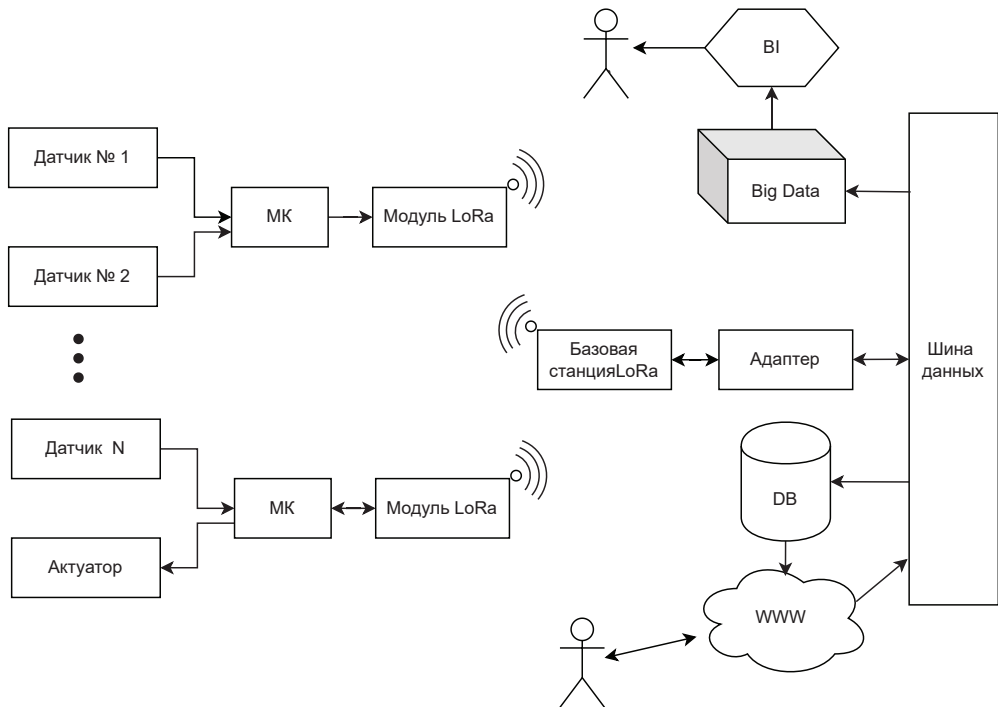 BI
Датчик № 1
Big Data
МК
Модуль LoRa
Датчик № 2
Базовая
станцияLoRa
Адаптер
Шина
данных
Датчик N
DB
МК
Модуль LoRa
Актуатор
WWW